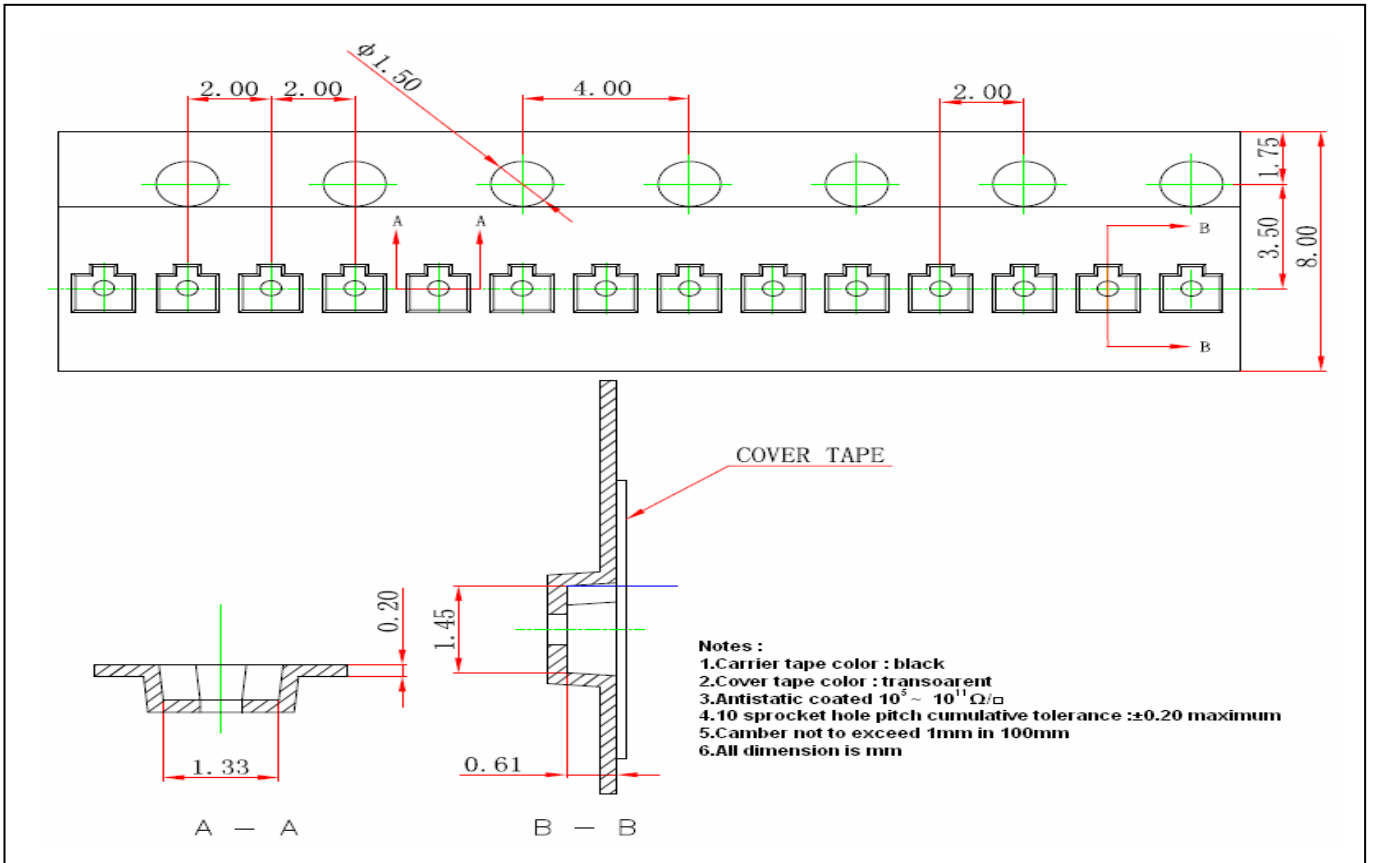 ϕ1.50
2.00 2.00 4.00 2.00
1.75
3.50
8.00
A A
B
B
COVER TAPE
0.20
1.33
A - A
1.45
0.61
B - B
Notes :
1.Carrier tape color : black
2.Cover tape color : transoarent
3.Antistatic coated 10⁵ ~ 10¹¹ Ω/□
4.10 sprocket hole pitch cumulative tolerance :±0.20 maximum
5.Camber not to exceed 1mm in 100mm
6.All dimension is mm